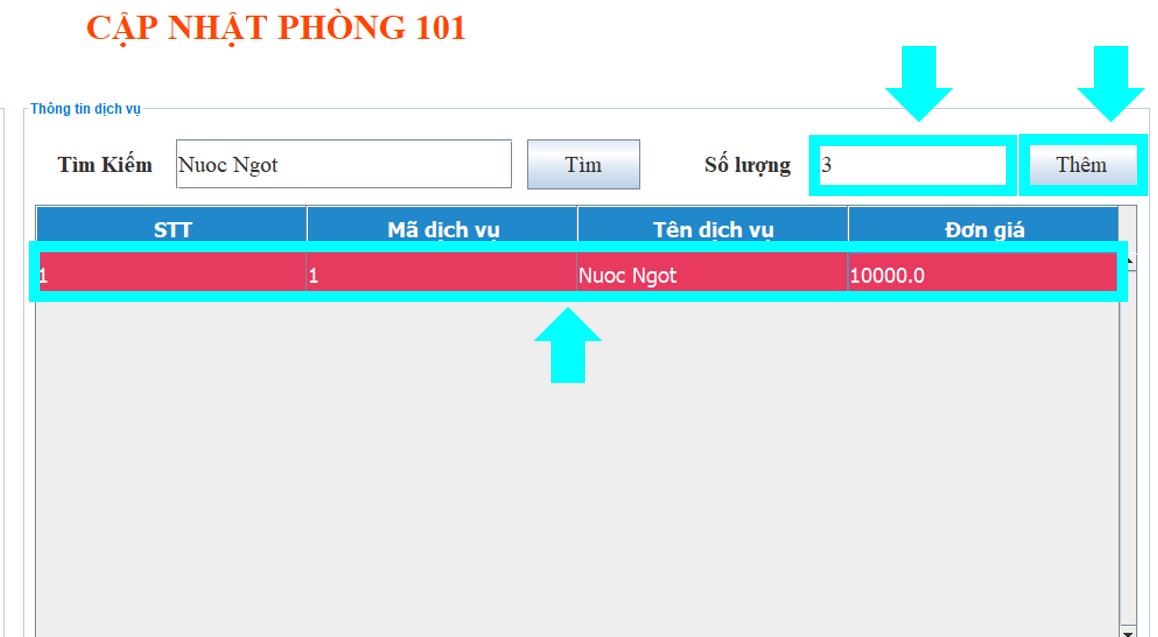 CẬP NHẬT PHÒNG 101
Thông tin dịch vụ
Tìm Kiếm Nuoc Ngot Tìm Số lượng 3 Thêm
STT Mã dịch vụ Tên dịch vụ Đơn giá
1 1 Nuoc Ngot 10000.0